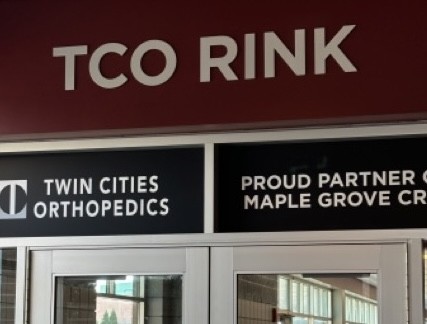 TCO RINK
TWIN CITIES
ORTHOPEDICS
PROUD PARTNER
MAPLE GROVE